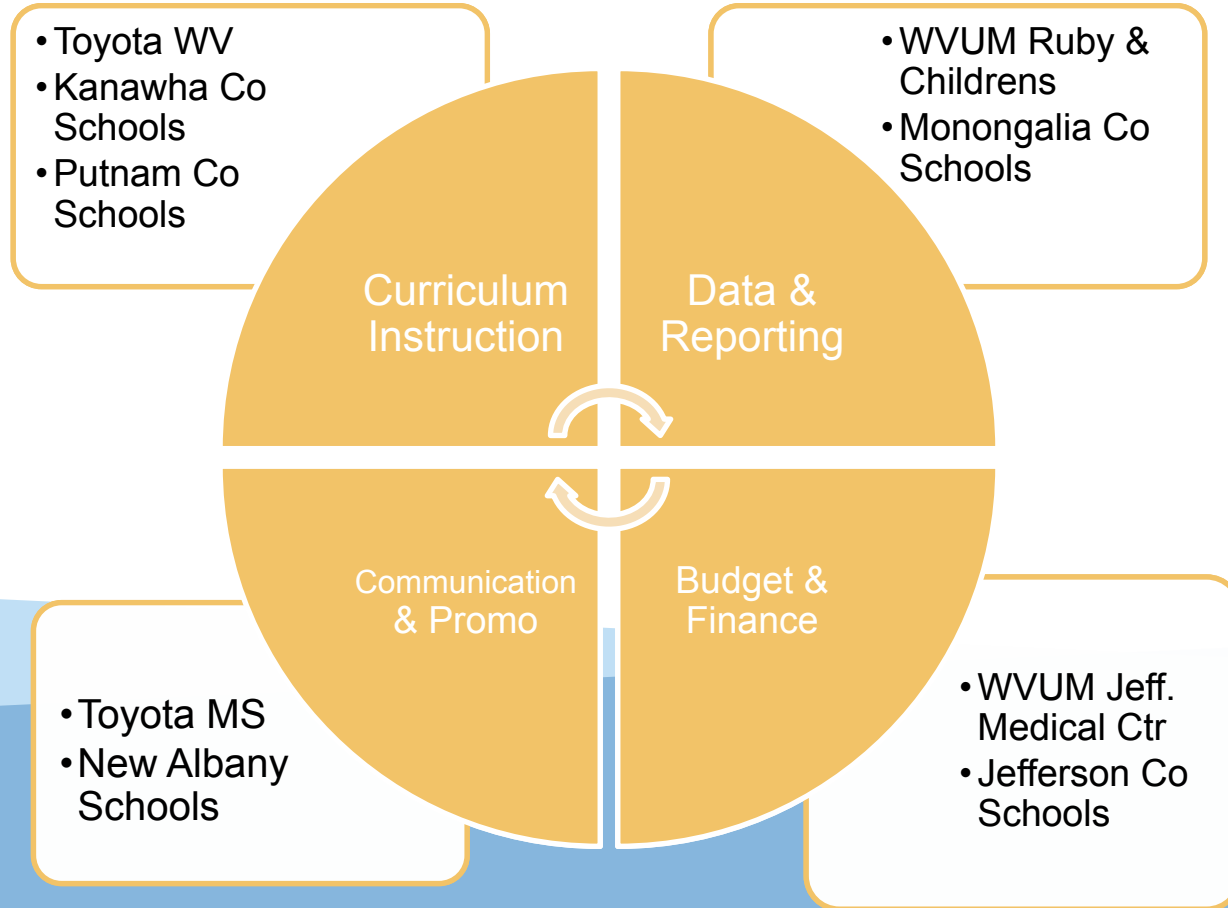 • Toyota WV
• Kanawha Co
Schools
• Putnam Co
Schools
• WVUM Ruby &
Childrens
• Monongalia Co
Schools
Curriculum
Instruction
Data &
Reporting
Communication
& Promo
Budget &
Finance
• Toyota MS
• New Albany
Schools
• WVUM Jeff.
Medical Ctr
• Jefferson Co
Schools